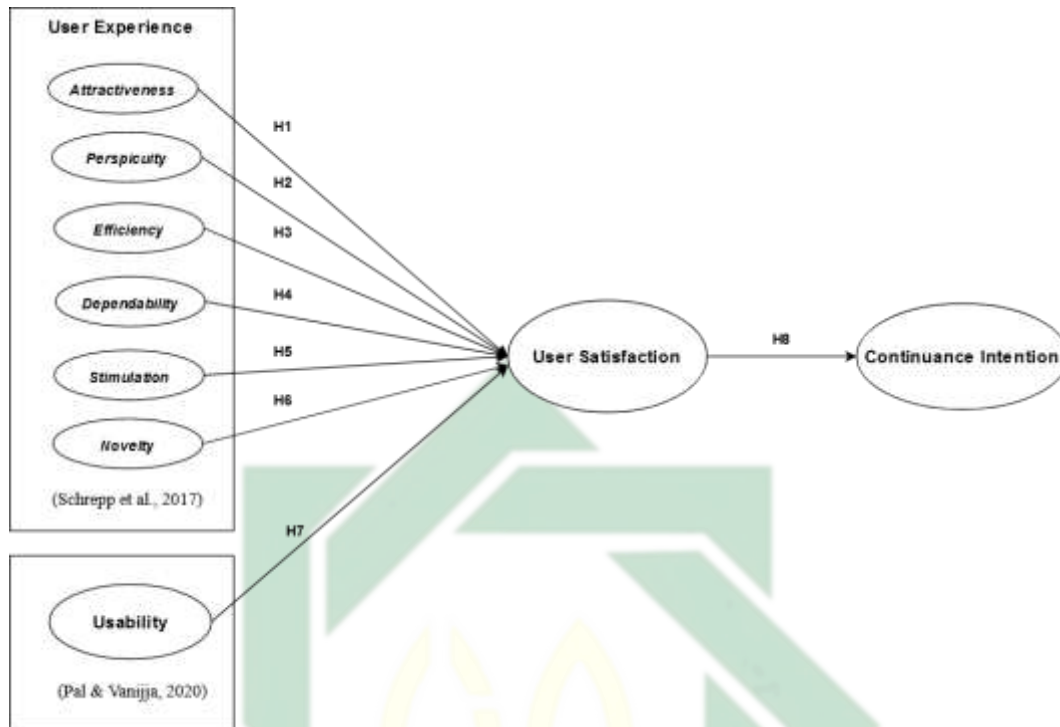 User Experience
Attractiveness
Perspicuity
Efficiency
Dependability
Stimulation
Novelty
(Schrepp et al., 2017)
H1
H2
H3
H4
H5
H6
H7
User Satisfaction
H8
Continuance Intention
Usability
(Pal & Vanijja, 2020)